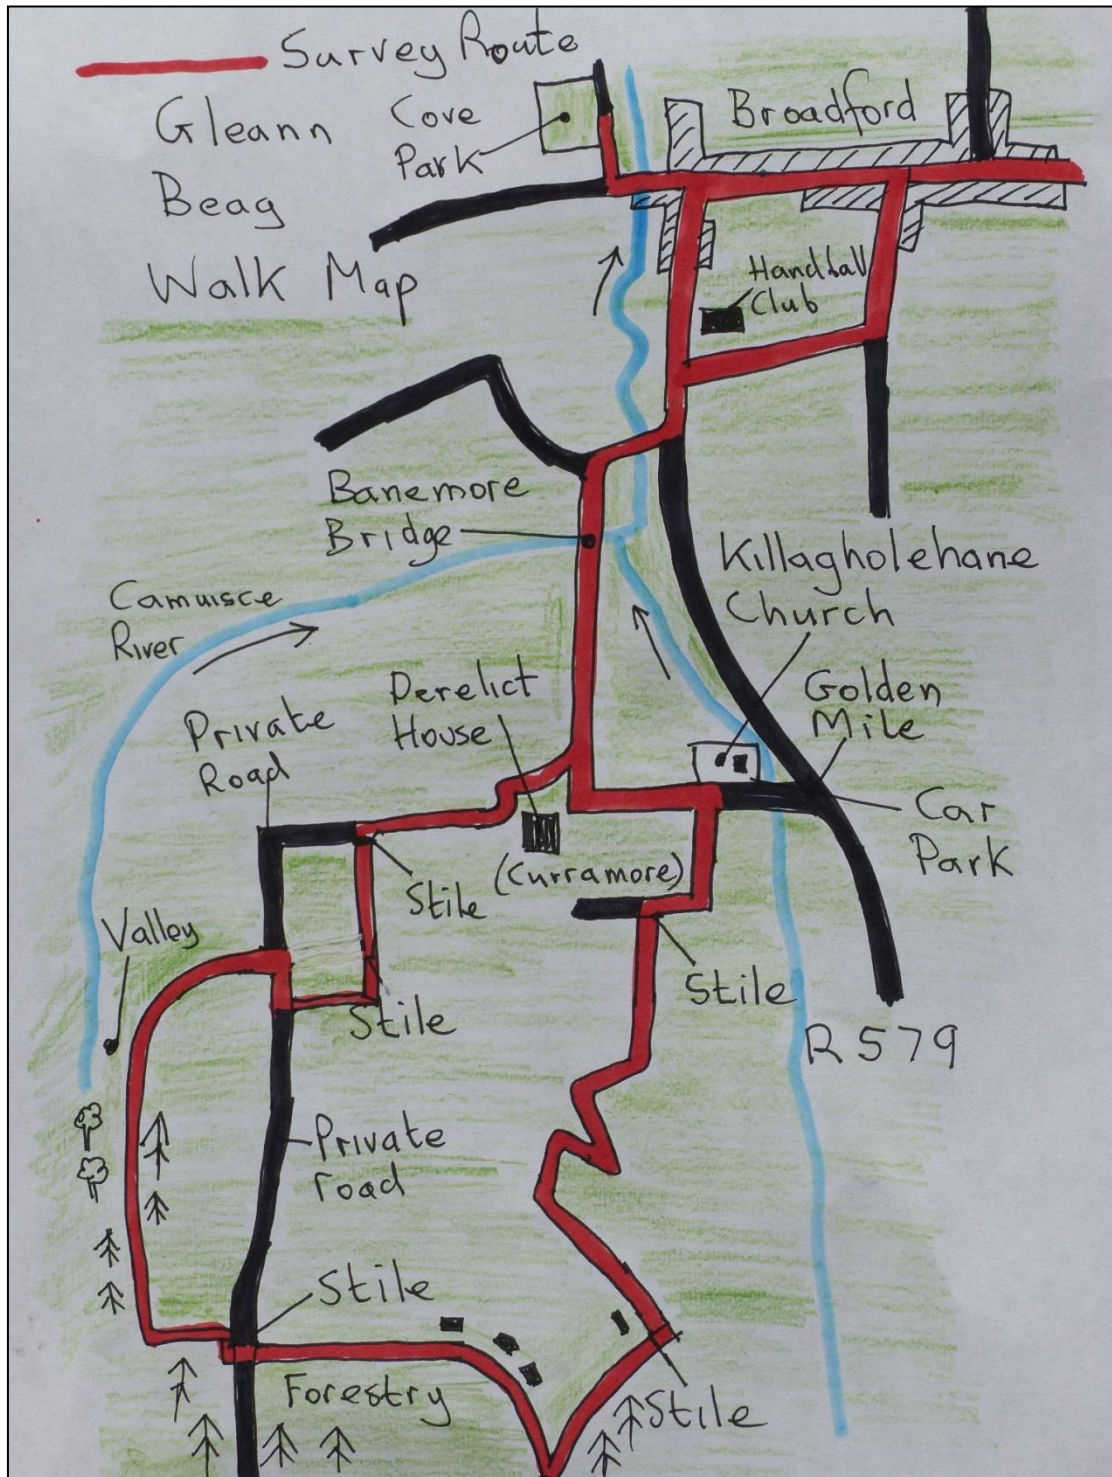 Survey Route
Gleann
Beag
Walk Map
Cove
Park
Broadford
Handball
Club
Banemore
Bridge
Killagholehane
Church
Camuisce
River
Derelict
House
Golden
Mile
Private
Road
Car
Park
(Curramore)
Stile
Valley
Stile
Stile
R579
Private
road
Stile
Forestry
Stile